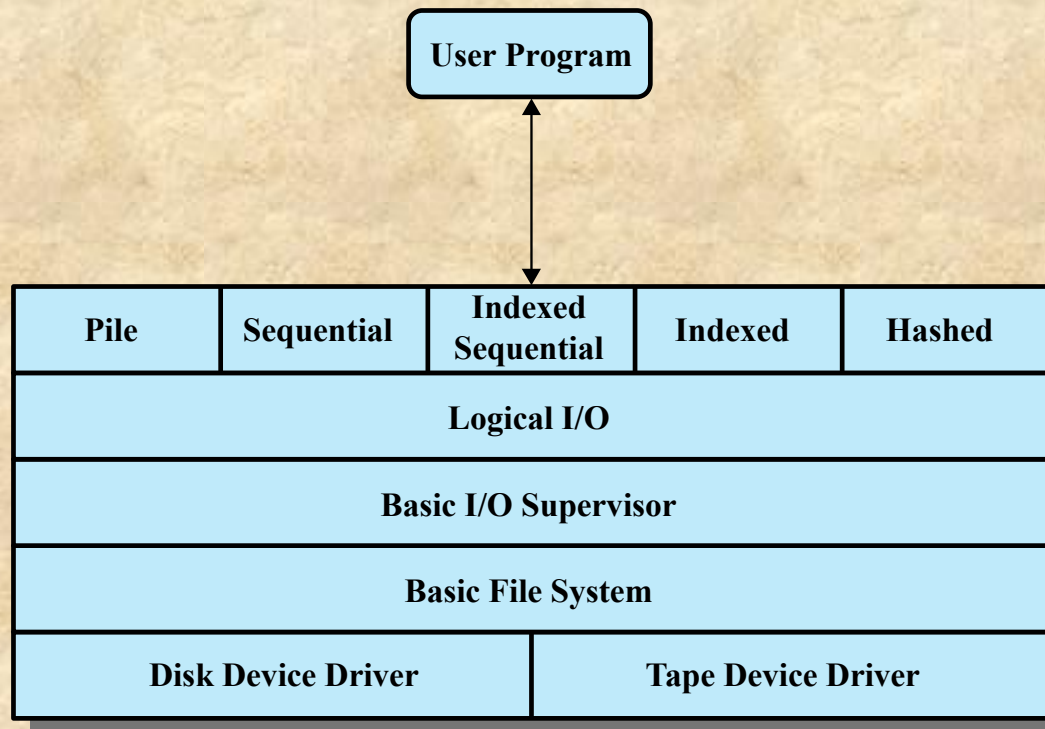 User Program
Pile
Sequential
Indexed
Sequential
Indexed
Hashed
Logical I/O
Basic I/O Supervisor
Basic File System
Disk Device Driver
Tape Device Driver